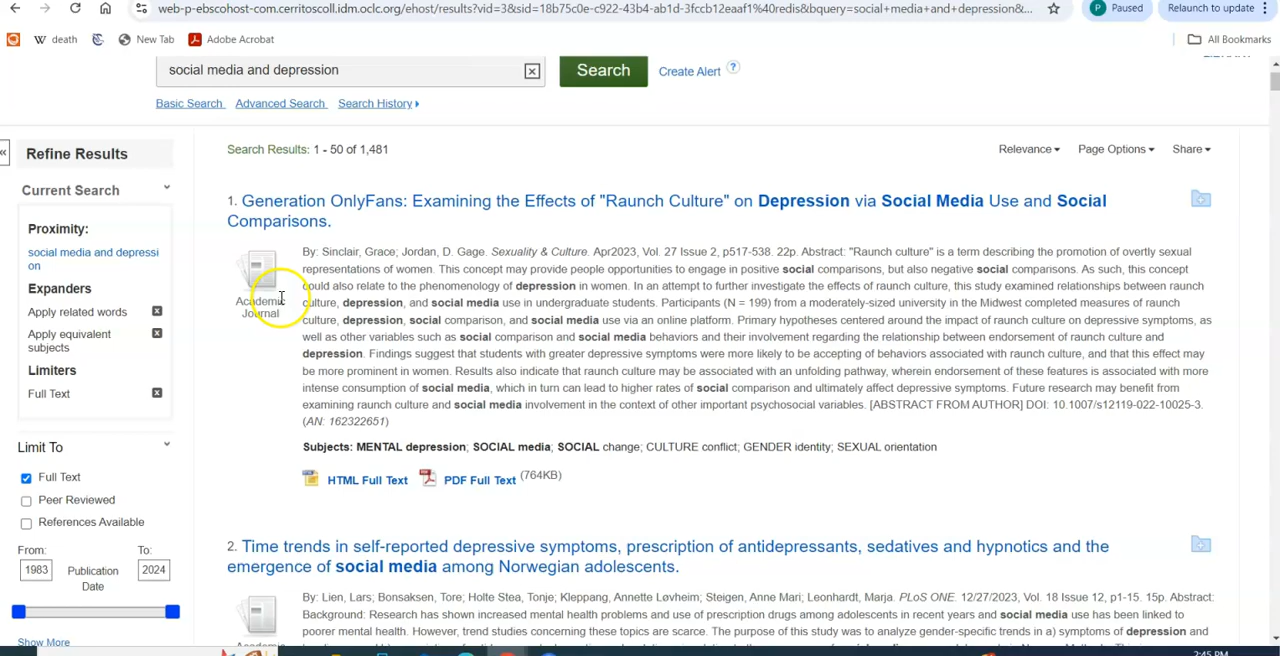 web-p-ebscohost-com.cerritoscoll.idm.oclc.org/ehost/results?vid=3&sid=18b75c0e-c922-43b4-ab1d-3fccb12eaaf1%40redis&bquery=social+media+and+depression&...
P Paused
Relaunch to update
W death
New Tab
Adobe Acrobat
All Bookmarks
social media and depression
Search
Create Alert ?
Basic Search
Advanced Search
Search History
Refine Results
Current Search
Proximity:
social media and depressi
on
Expanders
Apply related words
Apply equivalent
subjects
Limiters
Full Text
Limit To
Full Text
Peer Reviewed
References Available
From:
To:
1983
Publication
Date
2024
Show More
Search Results: 1 - 50 of 1,481
Relevance
Page Options
Share
1. Generation OnlyFans: Examining the Effects of "Raunch Culture" on Depression via Social Media Use and Social
Comparisons.
Academic
Journal
By: Sinclair, Grace; Jordan, D. Gage. Sexuality & Culture. Apr2023, Vol. 27 Issue 2, p517-538. 22p. Abstract: "Raunch culture" is a term describing the promotion of overtly sexual
representations of women. This concept may provide people opportunities to engage in positive social comparisons, but also negative social comparisons. As such, this concept
could also relate to the phenomenology of depression in women. In an attempt to further investigate the effects of raunch culture, this study examined relationships between raunch
culture, depression, and social media use in undergraduate students. Participants (N = 199) from a moderately-sized university in the Midwest completed measures of raunch
culture, depression, social comparison, and social media use via an online platform. Primary hypotheses centered around the impact of raunch culture on depressive symptoms, as
well as other variables such as social comparison and social media behaviors and their involvement regarding the relationship between endorsement of raunch culture and
depression. Findings suggest that students with greater depressive symptoms were more likely to be accepting of behaviors associated with raunch culture, and that this effect may
be more prominent in women. Results also indicate that raunch culture may be associated with an unfolding pathway, wherein endorsement of these features is associated with more
intense consumption of social media, which in turn can lead to higher rates of social comparison and ultimately affect depressive symptoms. Future research may benefit from
examining raunch culture and social media involvement in the context of other important psychosocial variables. [ABSTRACT FROM AUTHOR] DOI: 10.1007/s12119-022-10025-3.
(AN: 162322651)
Subjects: MENTAL depression; SOCIAL media; SOCIAL change; CULTURE conflict; GENDER identity; SEXUAL orientation
HTML Full Text
PDF Full Text (764KB)
2. Time trends in self-reported depressive symptoms, prescription of antidepressants, sedatives and hypnotics and the
emergence of social media among Norwegian adolescents.
By: Lien, Lars; Bonsaksen, Tore; Holte Stea, Tonje; Kleppang, Annette Løvheim; Steigen, Anne Mari; Leonhardt, Marja. PLoS ONE. 12/27/2023, Vol. 18 Issue 12, p1-15. 15p. Abstract:
Background: Research has shown increased mental health problems and use of prescription drugs among adolescents in recent years and social media use has been linked to
poorer mental health. However, trend studies concerning these topics are scarce. The purpose of this study was to analyze gender-specific trends in a) symptoms of depression and
2:45 PM